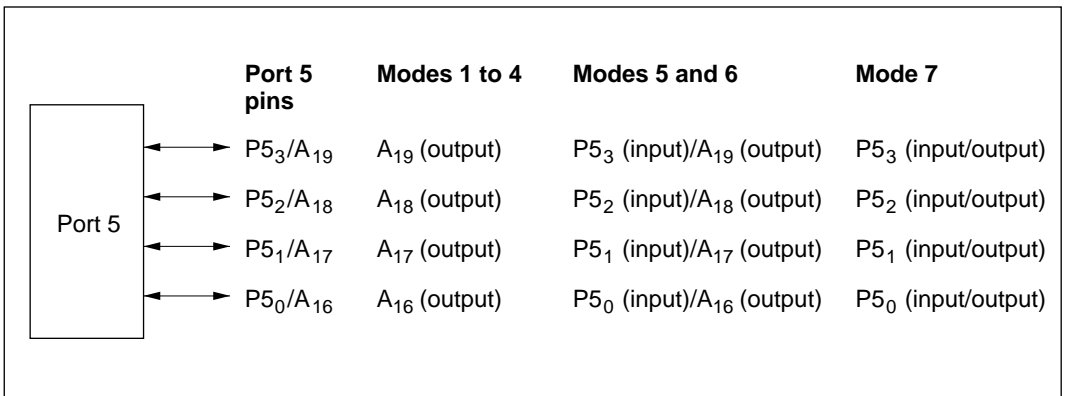 Port 5 pins Modes 1 to 4 Modes 5 and 6 Mode 7
P5₃/A₁₉ A₁₉ (output) P5₃ (input)/A₁₉ (output) P5₃ (input/output)
P5₂/A₁₈ A₁₈ (output) P5₂ (input)/A₁₈ (output) P5₂ (input/output)
Port 5
P5₁/A₁₇ A₁₇ (output) P5₁ (input)/A₁₇ (output) P5₁ (input/output)
P5₀/A₁₆ A₁₆ (output) P5₀ (input)/A₁₆ (output) P5₀ (input/output)